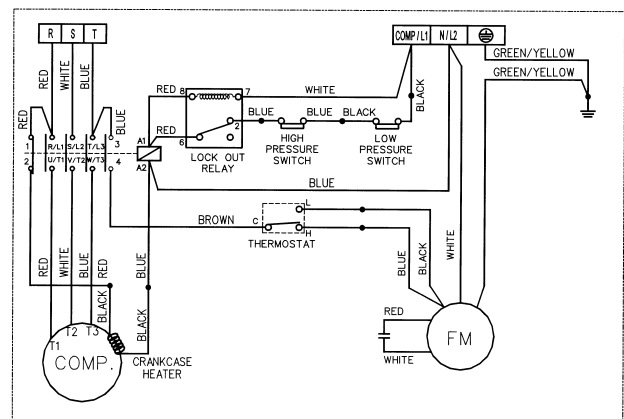 R S T
COMP/L1 N/L2
GREEN/YELLOW
GREEN/YELLOW
RED WHITE BLUE
RED 8 7 WHITE
BLACK
RED BLUE
BLUE BLUE BLACK
2
RED
6
1 R/L1 S/L2 T/L3 3
2 U/T1 V/T2 W/T3 4
A1
A2
LOCK OUT
RELAY
HIGH
PRESSURE
SWITCH
LOW
PRESSURE
SWITCH
BLUE
BROWN C L
H
THERMOSTAT
RED WHITE BLUE RED BLUE
BLUE BLACK WHITE
BLACK BLACK
T1 T2 T3
COMP.
CRANKCASE
HEATER
RED
WHITE
FM